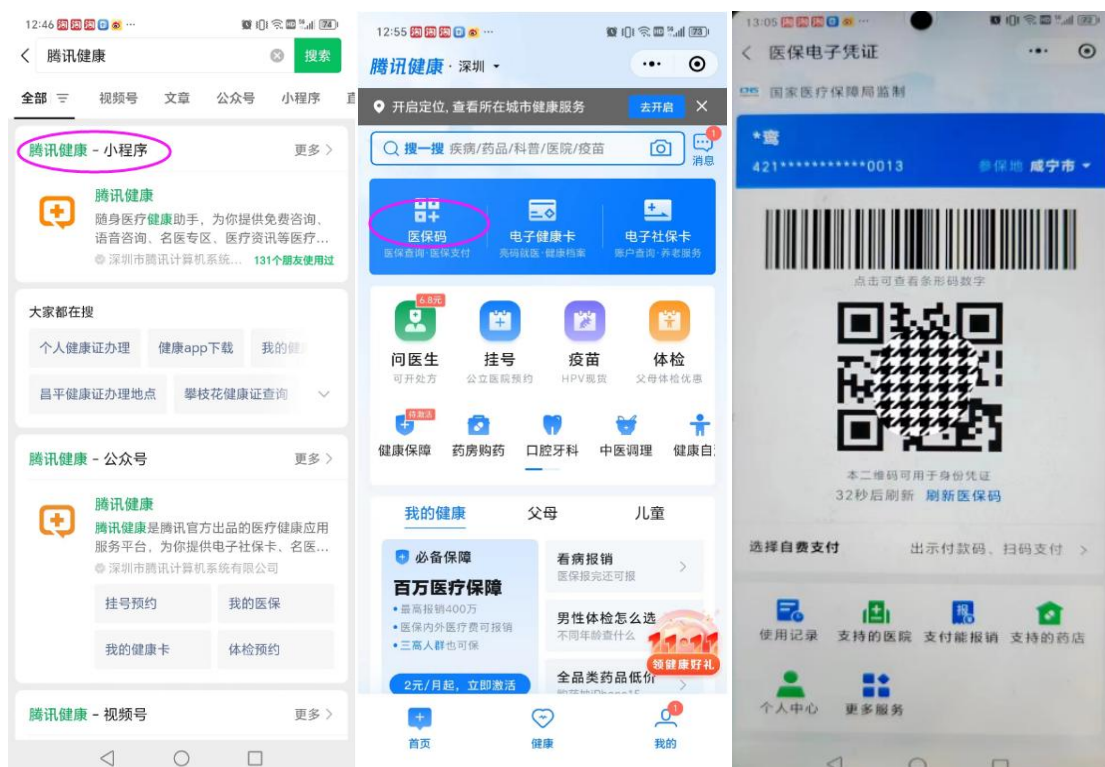 12:46
74
腾讯健康
搜索
全部
视频号
文章
公众号
小程序
腾讯健康 - 小程序
更多
腾讯健康
随身医疗健康助手，为你提供免费咨询、
语音咨询、名医专区、医疗资讯等医疗...
深圳市腾讯计算机系统... 131个朋友使用过
大家都在搜
个人健康证办理
健康app下载
我的健
昌平健康证办理地点
攀枝花健康证查询
腾讯健康 - 公众号
更多
腾讯健康
腾讯健康是腾讯官方出品的医疗健康应用
服务平台，为你提供电子社保卡、名医...
深圳市腾讯计算机系统有限公司
挂号预约
我的医保
我的健康卡
体检预约
腾讯健康 - 视频号
更多
12:55
73
腾讯健康 · 深圳
开启定位, 查看所在城市健康服务
去开启
搜一搜 疾病/药品/科普/医院/疫苗
1
消息
医保码
医保查询·医保支付
电子健康卡
亮码就医·健康档案
电子社保卡
账户查询·养老服务
6.8元
问医生
可开处方
挂号
公立医院预约
疫苗
HPV现货
体检
父母体检优惠
待激活
健康保障
药房购药
口腔牙科
中医调理
健康自
我的健康
父母
儿童
必备保障
百万医疗保障
•最高报销400万
•医保内外医疗费可报销
•三高人群也可保
2元/月起，立即激活
看病报销
医保报完还可报
男性体检怎么选
不同年龄查什么
11·11
领健康好礼
全品类药品低价
首页
健康
1
我的
13:05
医保电子凭证
国家医疗保障局监制
*鸾
421***********0013
参保地 咸宁市
点击可查看条形码数字
本二维码可用于身份凭证
32秒后刷新 刷新医保码
选择自费支付
出示付款码、扫码支付
使用记录
支持的医院
支付能报销
支持的药店
个人中心
更多服务